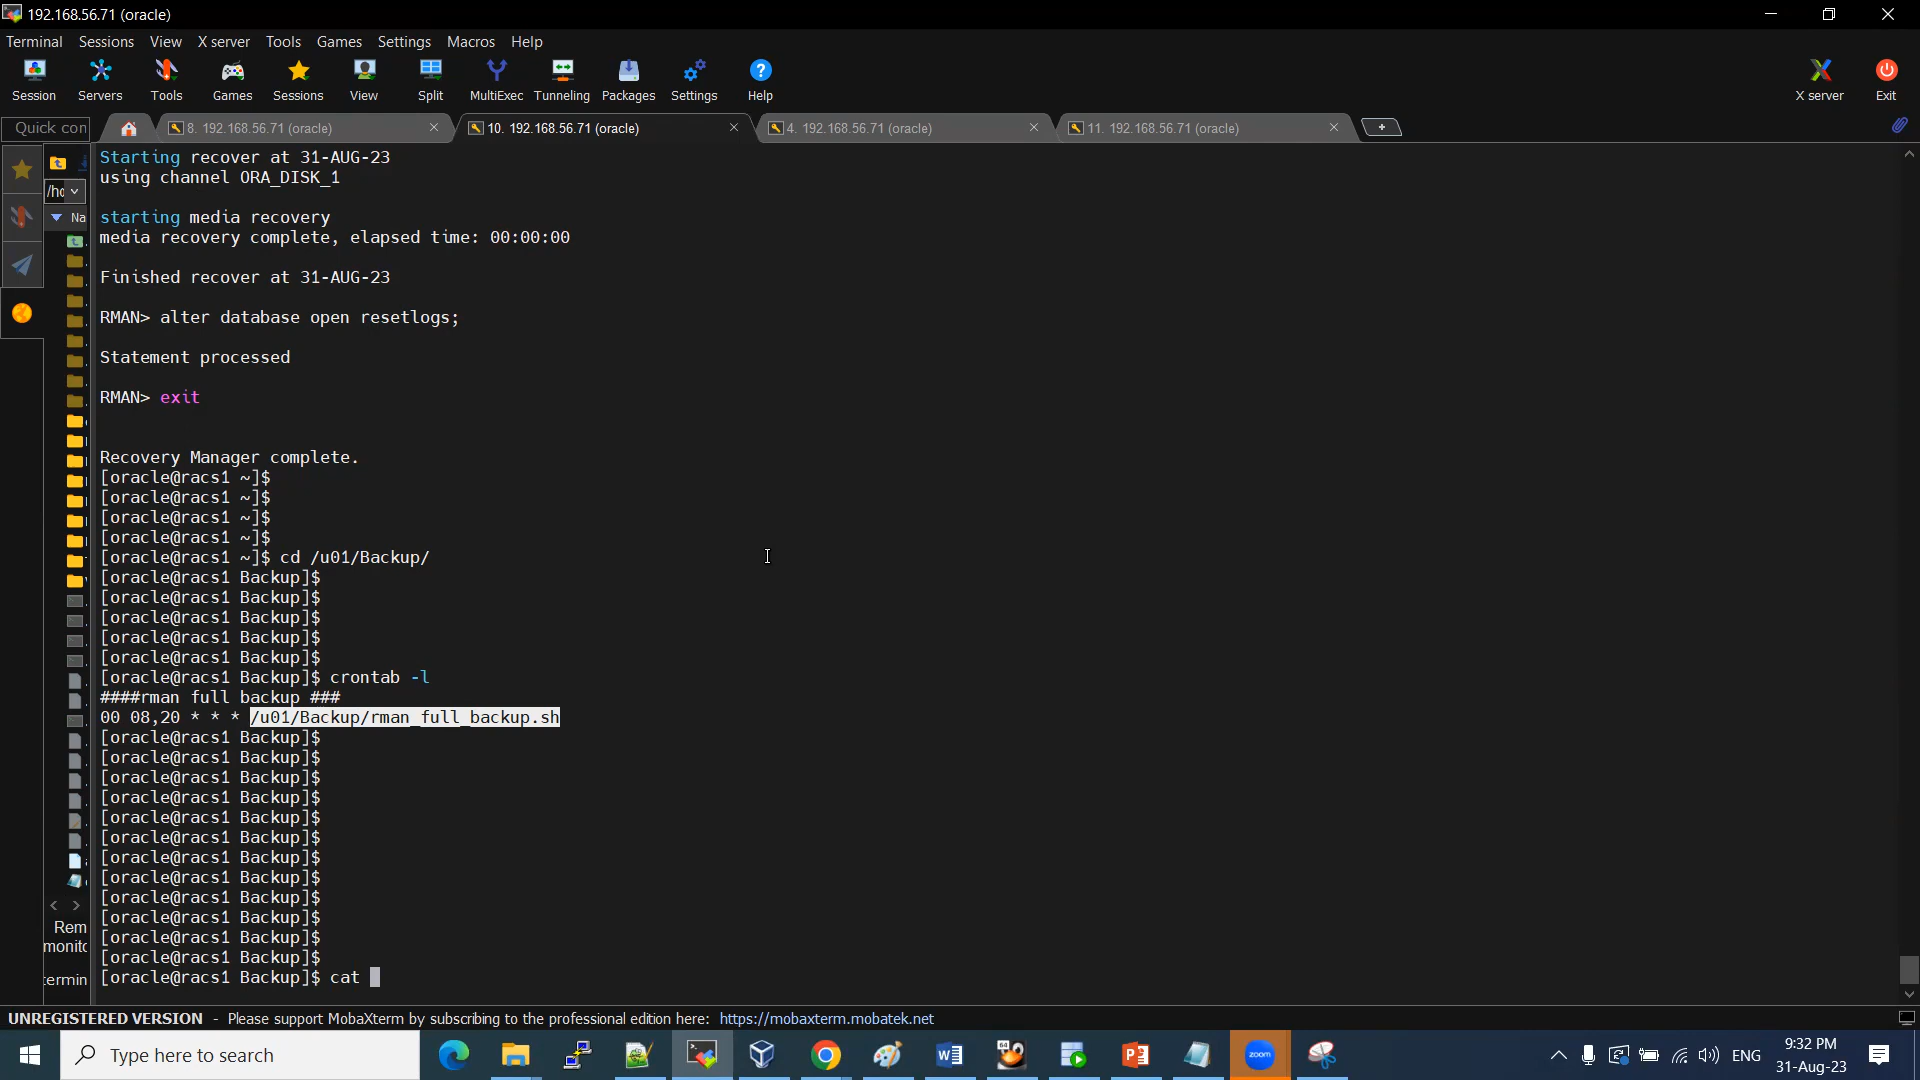 192.168.56.71 (oracle)
Terminal Sessions View X server Tools Games Settings Macros Help
Session Servers Tools Games Sessions View Split MultiExec Tunneling Packages Settings Help X server Exit
Quick con 8. 192.168.56.71 (oracle) 10. 192.168.56.71 (oracle) 4. 192.168.56.71 (oracle) 11. 192.168.56.71 (oracle)
Starting recover at 31-AUG-23
using channel ORA_DISK_1
/ho
starting media recovery
Na
media recovery complete, elapsed time: 00:00:00
Finished recover at 31-AUG-23
RMAN> alter database open resetlogs;
Statement processed
RMAN> exit
Recovery Manager complete.
[oracle@racs1 ~]$
[oracle@racs1 ~]$
[oracle@racs1 ~]$
[oracle@racs1 ~]$
[oracle@racs1 ~]$ cd /u01/Backup/
[oracle@racs1 Backup]$
[oracle@racs1 Backup]$
[oracle@racs1 Backup]$
[oracle@racs1 Backup]$
[oracle@racs1 Backup]$
[oracle@racs1 Backup]$ crontab -l
####rman full backup ###
00 08,20 * * * /u01/Backup/rman_full_backup.sh
[oracle@racs1 Backup]$
[oracle@racs1 Backup]$
[oracle@racs1 Backup]$
[oracle@racs1 Backup]$
[oracle@racs1 Backup]$
[oracle@racs1 Backup]$
[oracle@racs1 Backup]$
[oracle@racs1 Backup]$
[oracle@racs1 Backup]$
[oracle@racs1 Backup]$
[oracle@racs1 Backup]$
[oracle@racs1 Backup]$
[oracle@racs1 Backup]$ cat
Rem
monito
termin
UNREGISTERED VERSION - Please support MobaXterm by subscribing to the professional edition here: https://mobaxterm.mobatek.net
Type here to search
zoom
ENG
9:32 PM
31-Aug-23